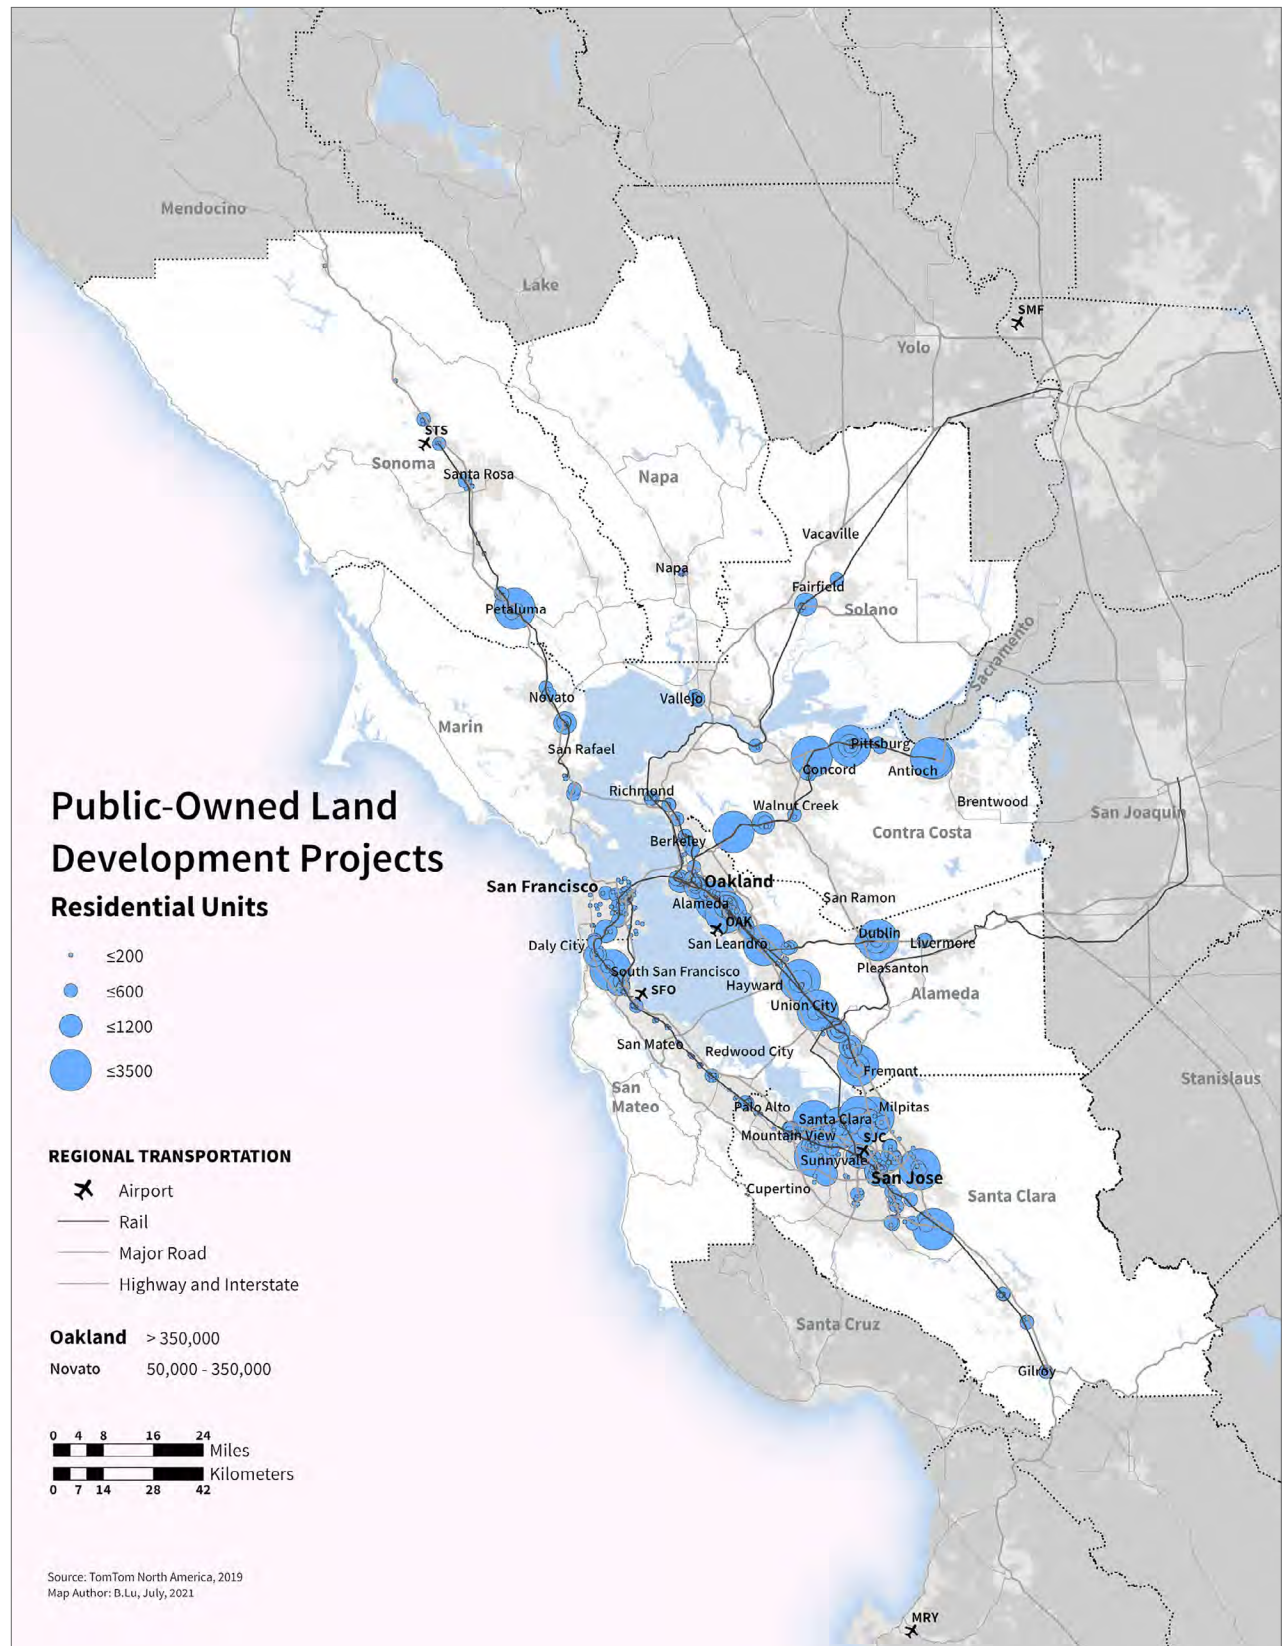 Mendocino
Lake
SMF
Yolo
STS
Sonoma
Santa Rosa
Napa
Vacaville
Napa
Fairfield
Solano
Petaluma
Sacramento
Novato
Vallejo
Marin
San Rafael
Pittsburg
Concord
Antioch
Richmond
Walnut Creek
Brentwood
San Joaquin
Contra Costa
Berkeley
Public-Owned Land
Development Projects
Residential Units
San Francisco
Oakland
Alameda
San Ramon
OAK
Dublin
Daly City
San Leandro
Livermore
Pleasanton
South San Francisco
Hayward
SFO
Alameda
Union City
San Mateo
Redwood City
Fremont
Stanislaus
San
Mateo
Palo Alto
Milpitas
Santa Clara
Mountain View
SJC
Sunnyvale
San Jose
Cupertino
Santa Clara
Santa Cruz
Gilroy
MRY
≤200
≤600
≤1200
≤3500
REGIONAL TRANSPORTATION
Airport
Rail
Major Road
Highway and Interstate
Oakland > 350,000
Novato 50,000 - 350,000
0 4 8 16 24
Miles
Kilometers
0 7 14 28 42
Source: TomTom North America, 2019
Map Author: B.Lu, July, 2021